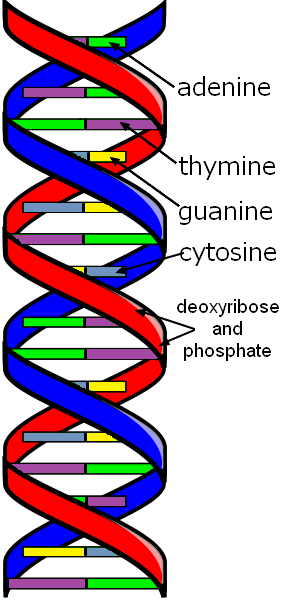 adenine
thymine
guanine
cytosine
deoxyribose
and
phosphate